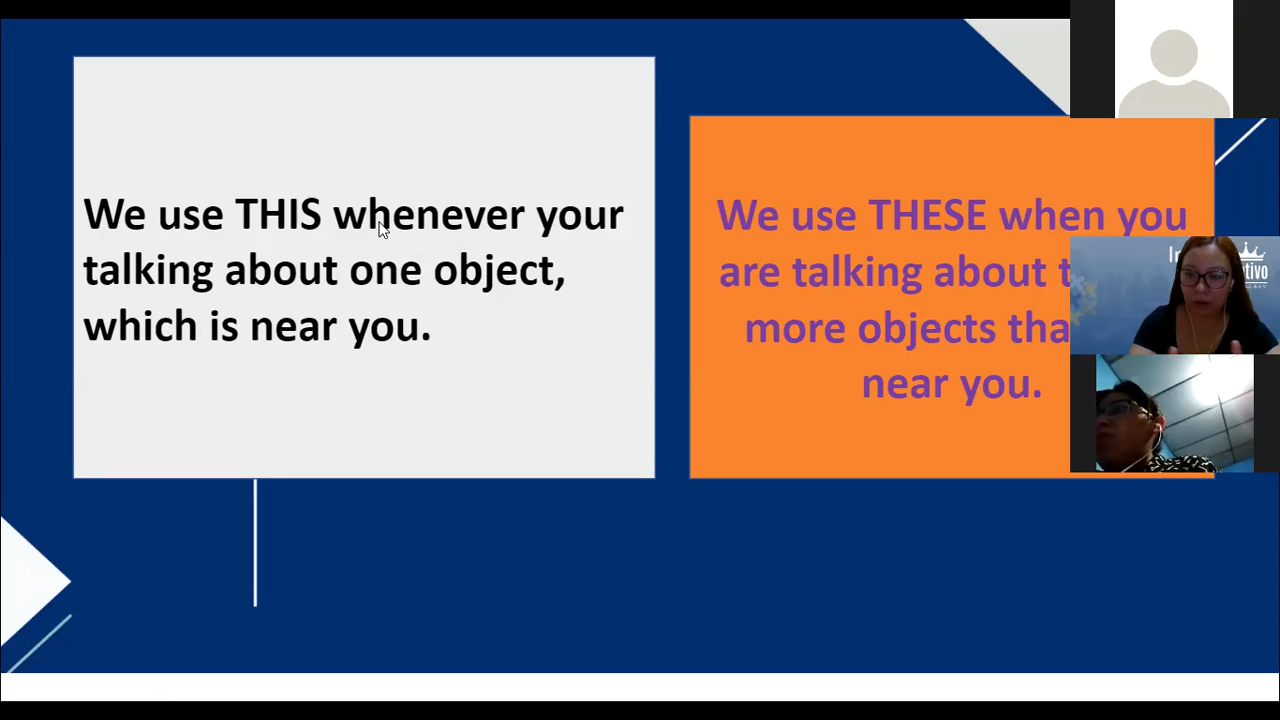 We use THIS whenever your
talking about one object,
which is near you.
We use THESE when you
are talking about
more objects
near you.